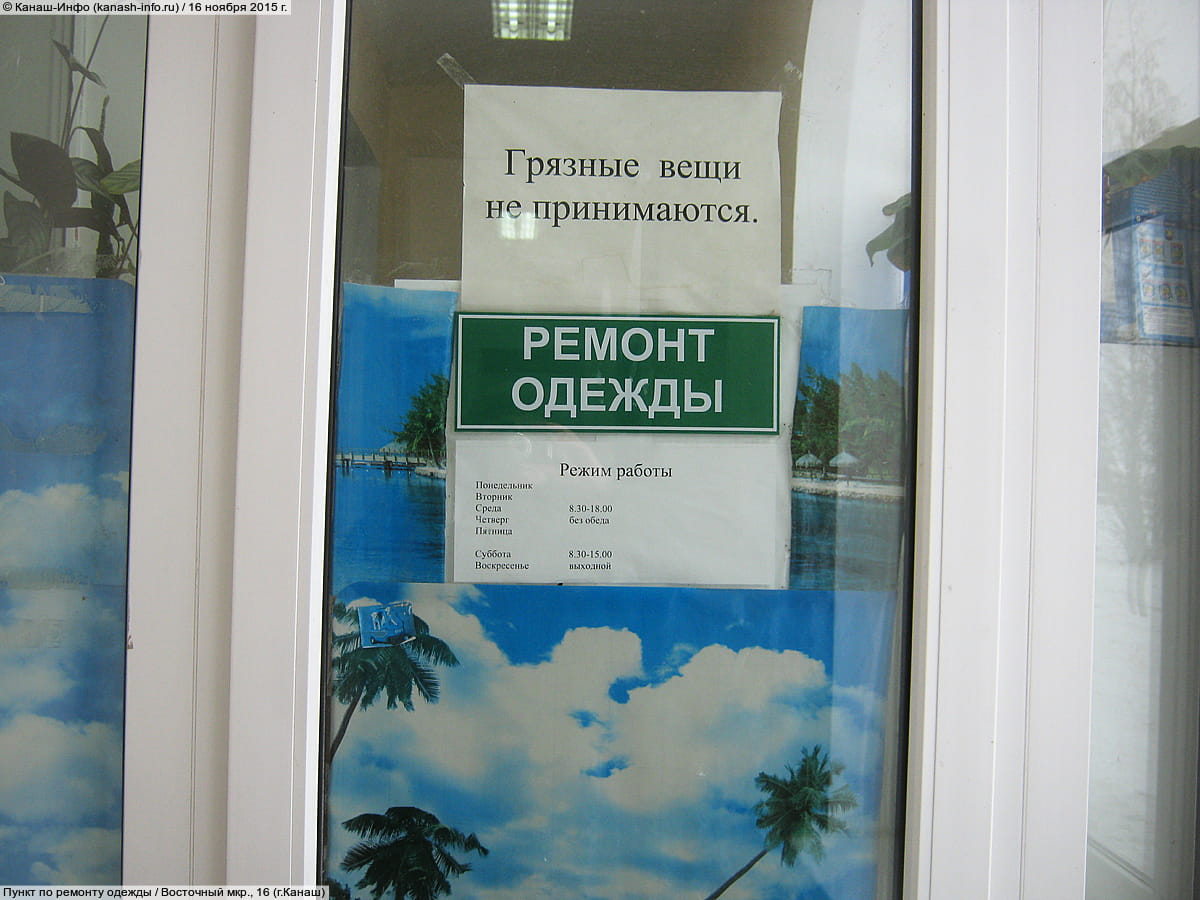 © Канаш-Инфо (kanash-info.ru) / 16 ноября 2015 г.
Грязные вещи
не принимаются.
РЕМОНТ
ОДЕЖДЫ
Режим работы
Понедельник
Вторник
Среда 8.30-18.00
Четверг без обеда
Пятница
Суббота 8.30-15.00
Воскресенье выходной
Пункт по ремонту одежды / Восточный мкр., 16 (г.Канаш)